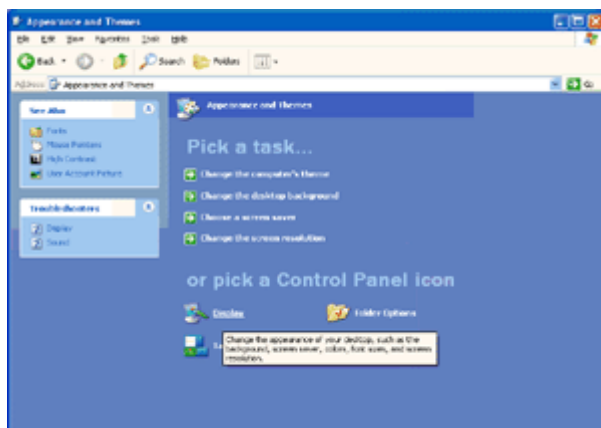 Appearance and Themes
File Edit View Favorites Tools Help
Back Search Folders
Address Appearance and Themes Go
See Also
Fonts
Mouse Pointers
High Contrast
User Account Picture
Troubleshooters
Display
Sound
Appearance and Themes
Pick a task...
Change the computer's theme
Change the desktop background
Choose a screen saver
Change the screen resolution
or pick a Control Panel icon
Display Folder Options
Change the appearance of your desktop, such as the
background, screen saver, colors, font sizes, and screen
resolution.